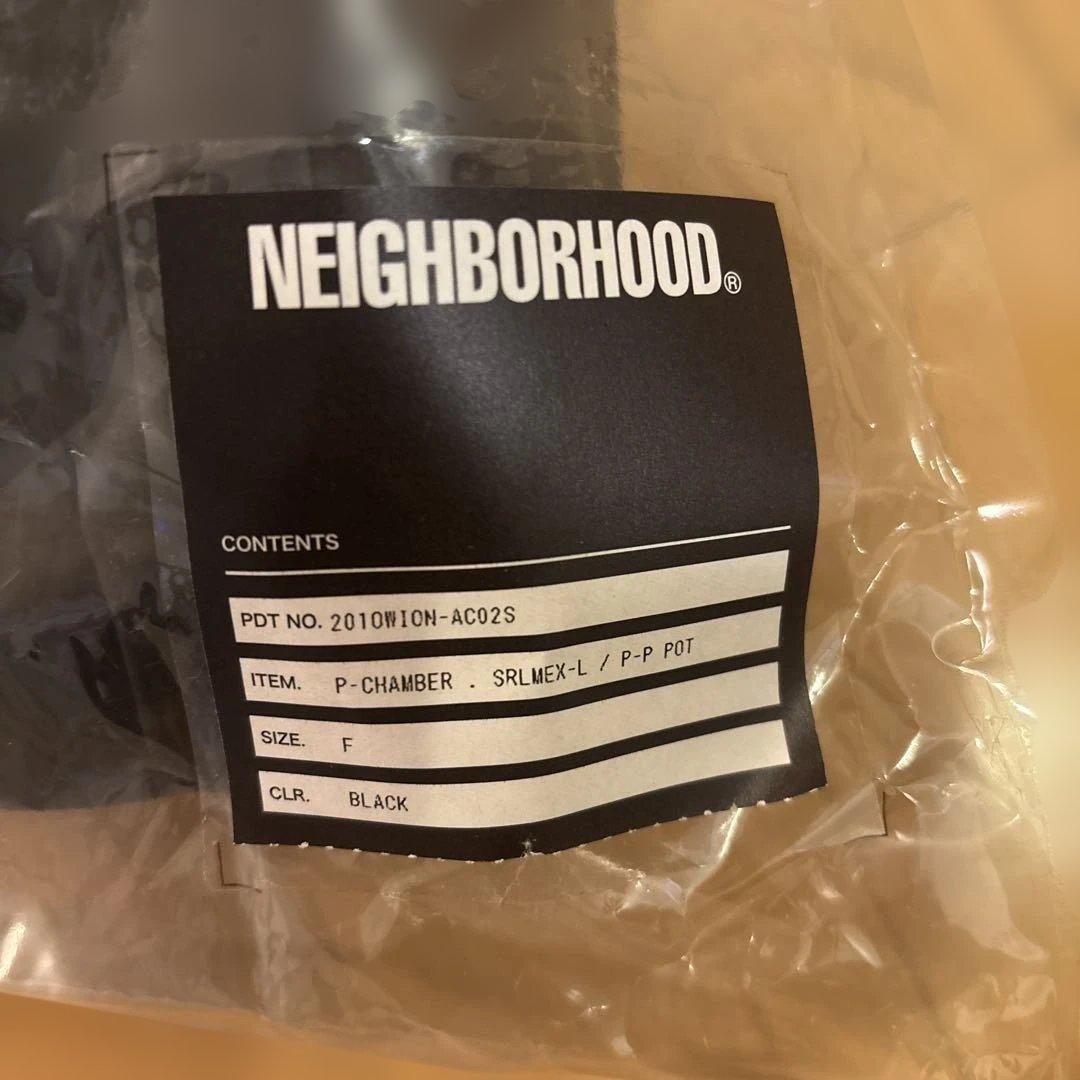 NEIGHBORHOOD®
CONTENTS
PDT NO. 201OWION-AC02S
ITEM. P-CHAMBER . SRLMEX-L / P-P POT
SIZE. F
CLR. BLACK